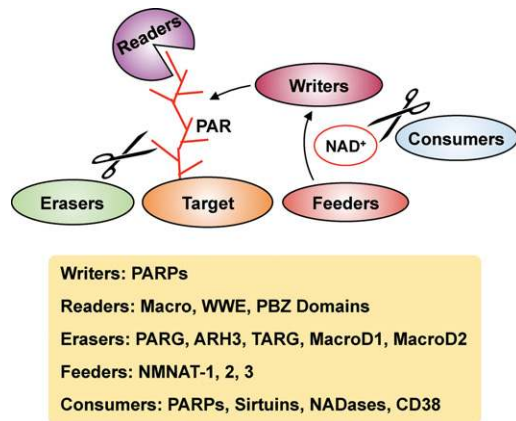 Readers
Writers
PAR
NAD+
Consumers
Erasers
Target
Feeders
Writers: PARPs
Readers: Macro, WWE, PBZ Domains
Erasers: PARG, ARH3, TARG, MacroD1, MacroD2
Feeders: NMNAT-1, 2, 3
Consumers: PARPs, Sirtuins, NADases, CD38